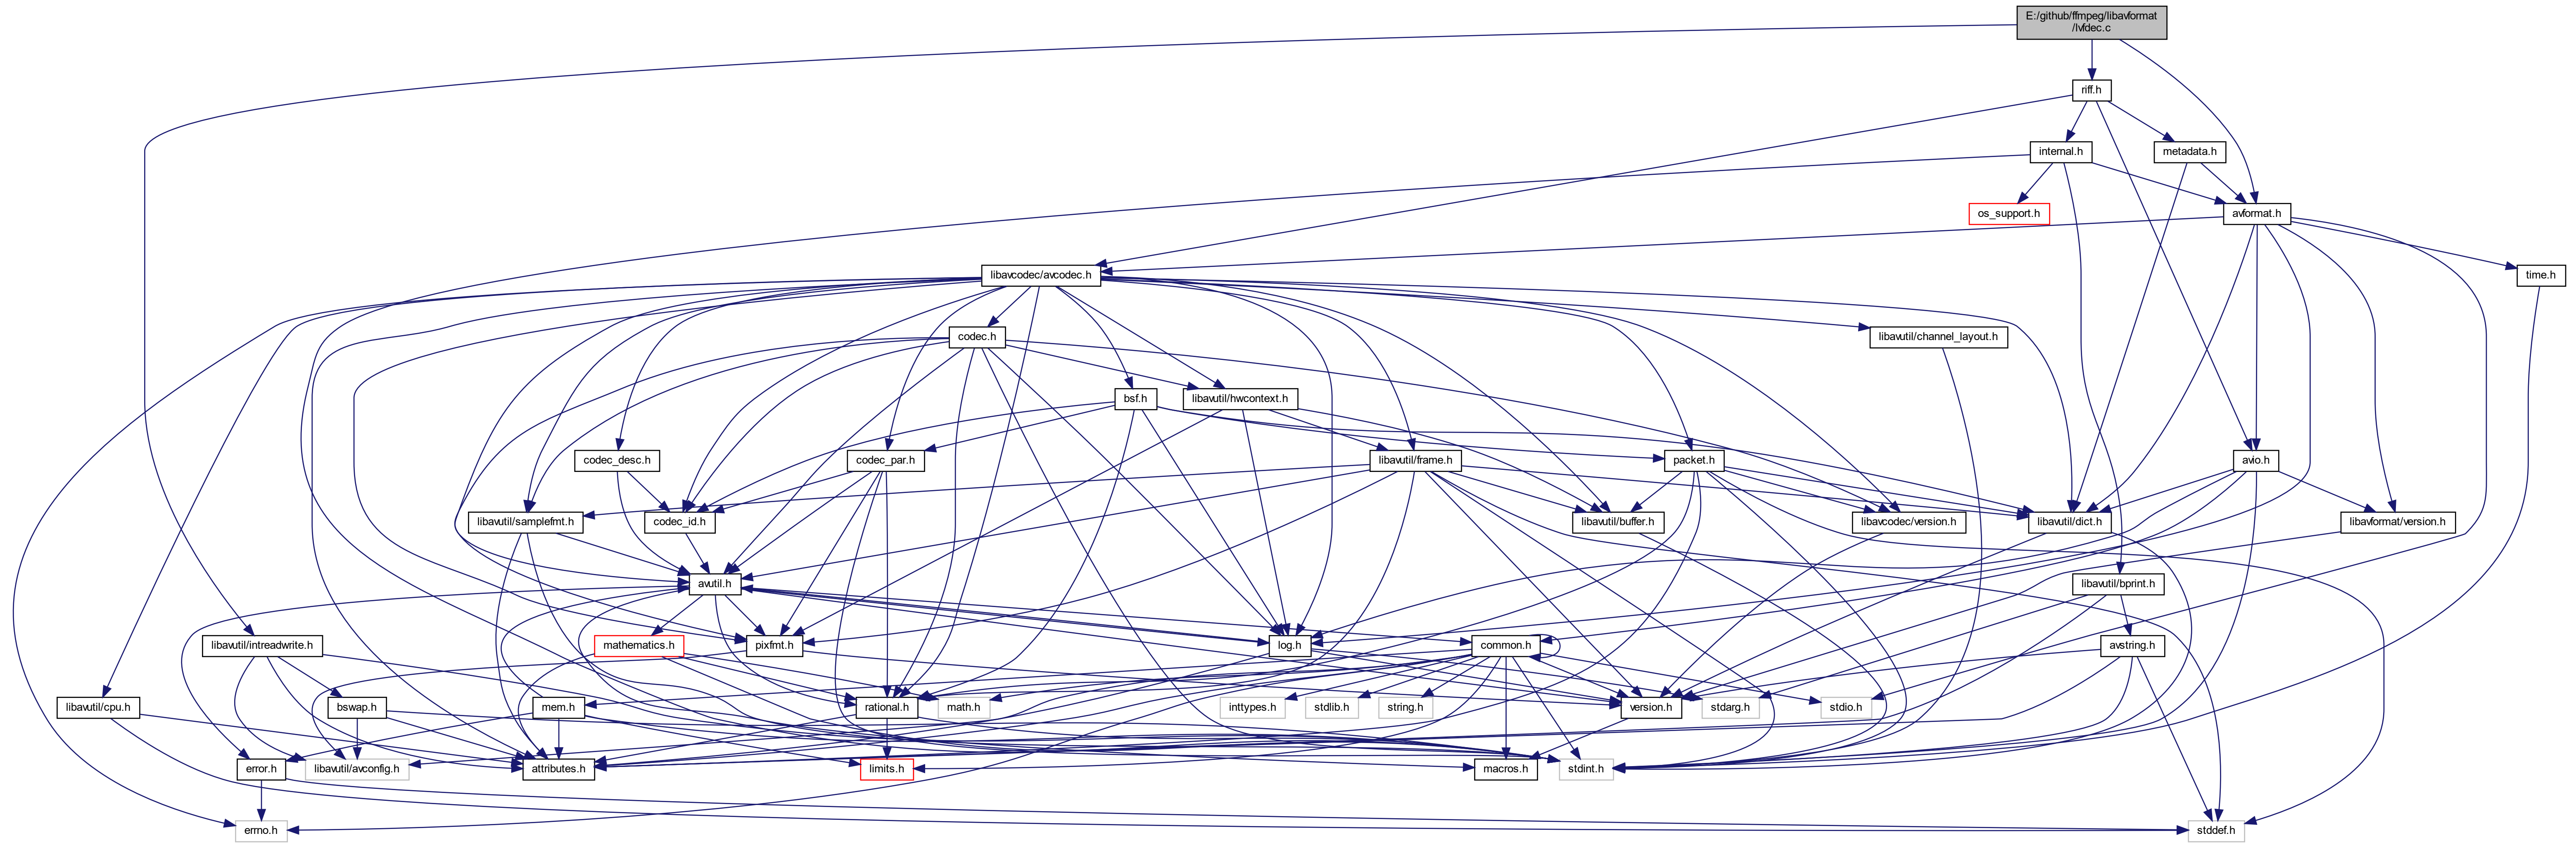 E:/github/ffmpeg/libavformat
/lvfdec.c
riff.h
internal.h
metadata.h
os_support.h
avformat.h
libavcodec/avcodec.h
time.h
codec.h
libavutil/channel_layout.h
bsf.h
libavutil/hwcontext.h
codec_desc.h
codec_par.h
libavutil/frame.h
packet.h
avio.h
libavutil/samplefmt.h
codec_id.h
libavutil/buffer.h
libavcodec/version.h
libavutil/dict.h
libavformat/version.h
avutil.h
libavutil/bprint.h
libavutil/intreadwrite.h
mathematics.h
pixfmt.h
log.h
common.h
avstring.h
libavutil/cpu.h
bswap.h
mem.h
rational.h
math.h
inttypes.h
stdlib.h
string.h
version.h
stdarg.h
stdio.h
error.h
libavutil/avconfig.h
attributes.h
limits.h
macros.h
stdint.h
errno.h
stddef.h